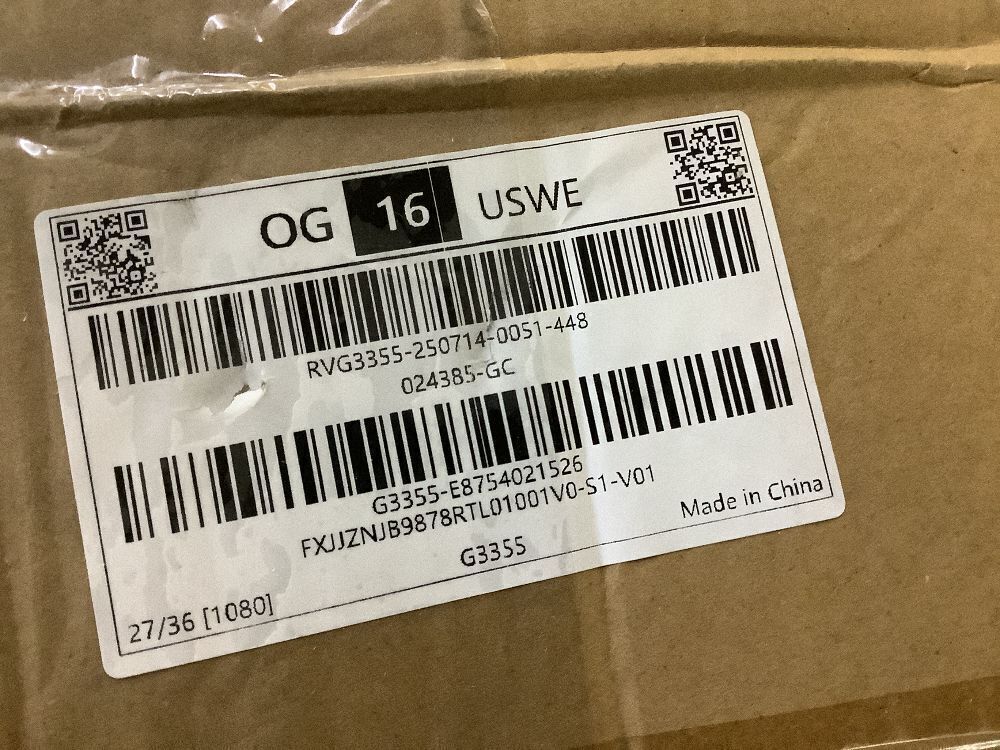 OG 16 USWE
RVG3355-250714-0051-448
024385-GC
G3355-E8754021526
FXJJZNJB9878RTL01001V0-S1-V01
G3355
Made in China
27/36 [1080]